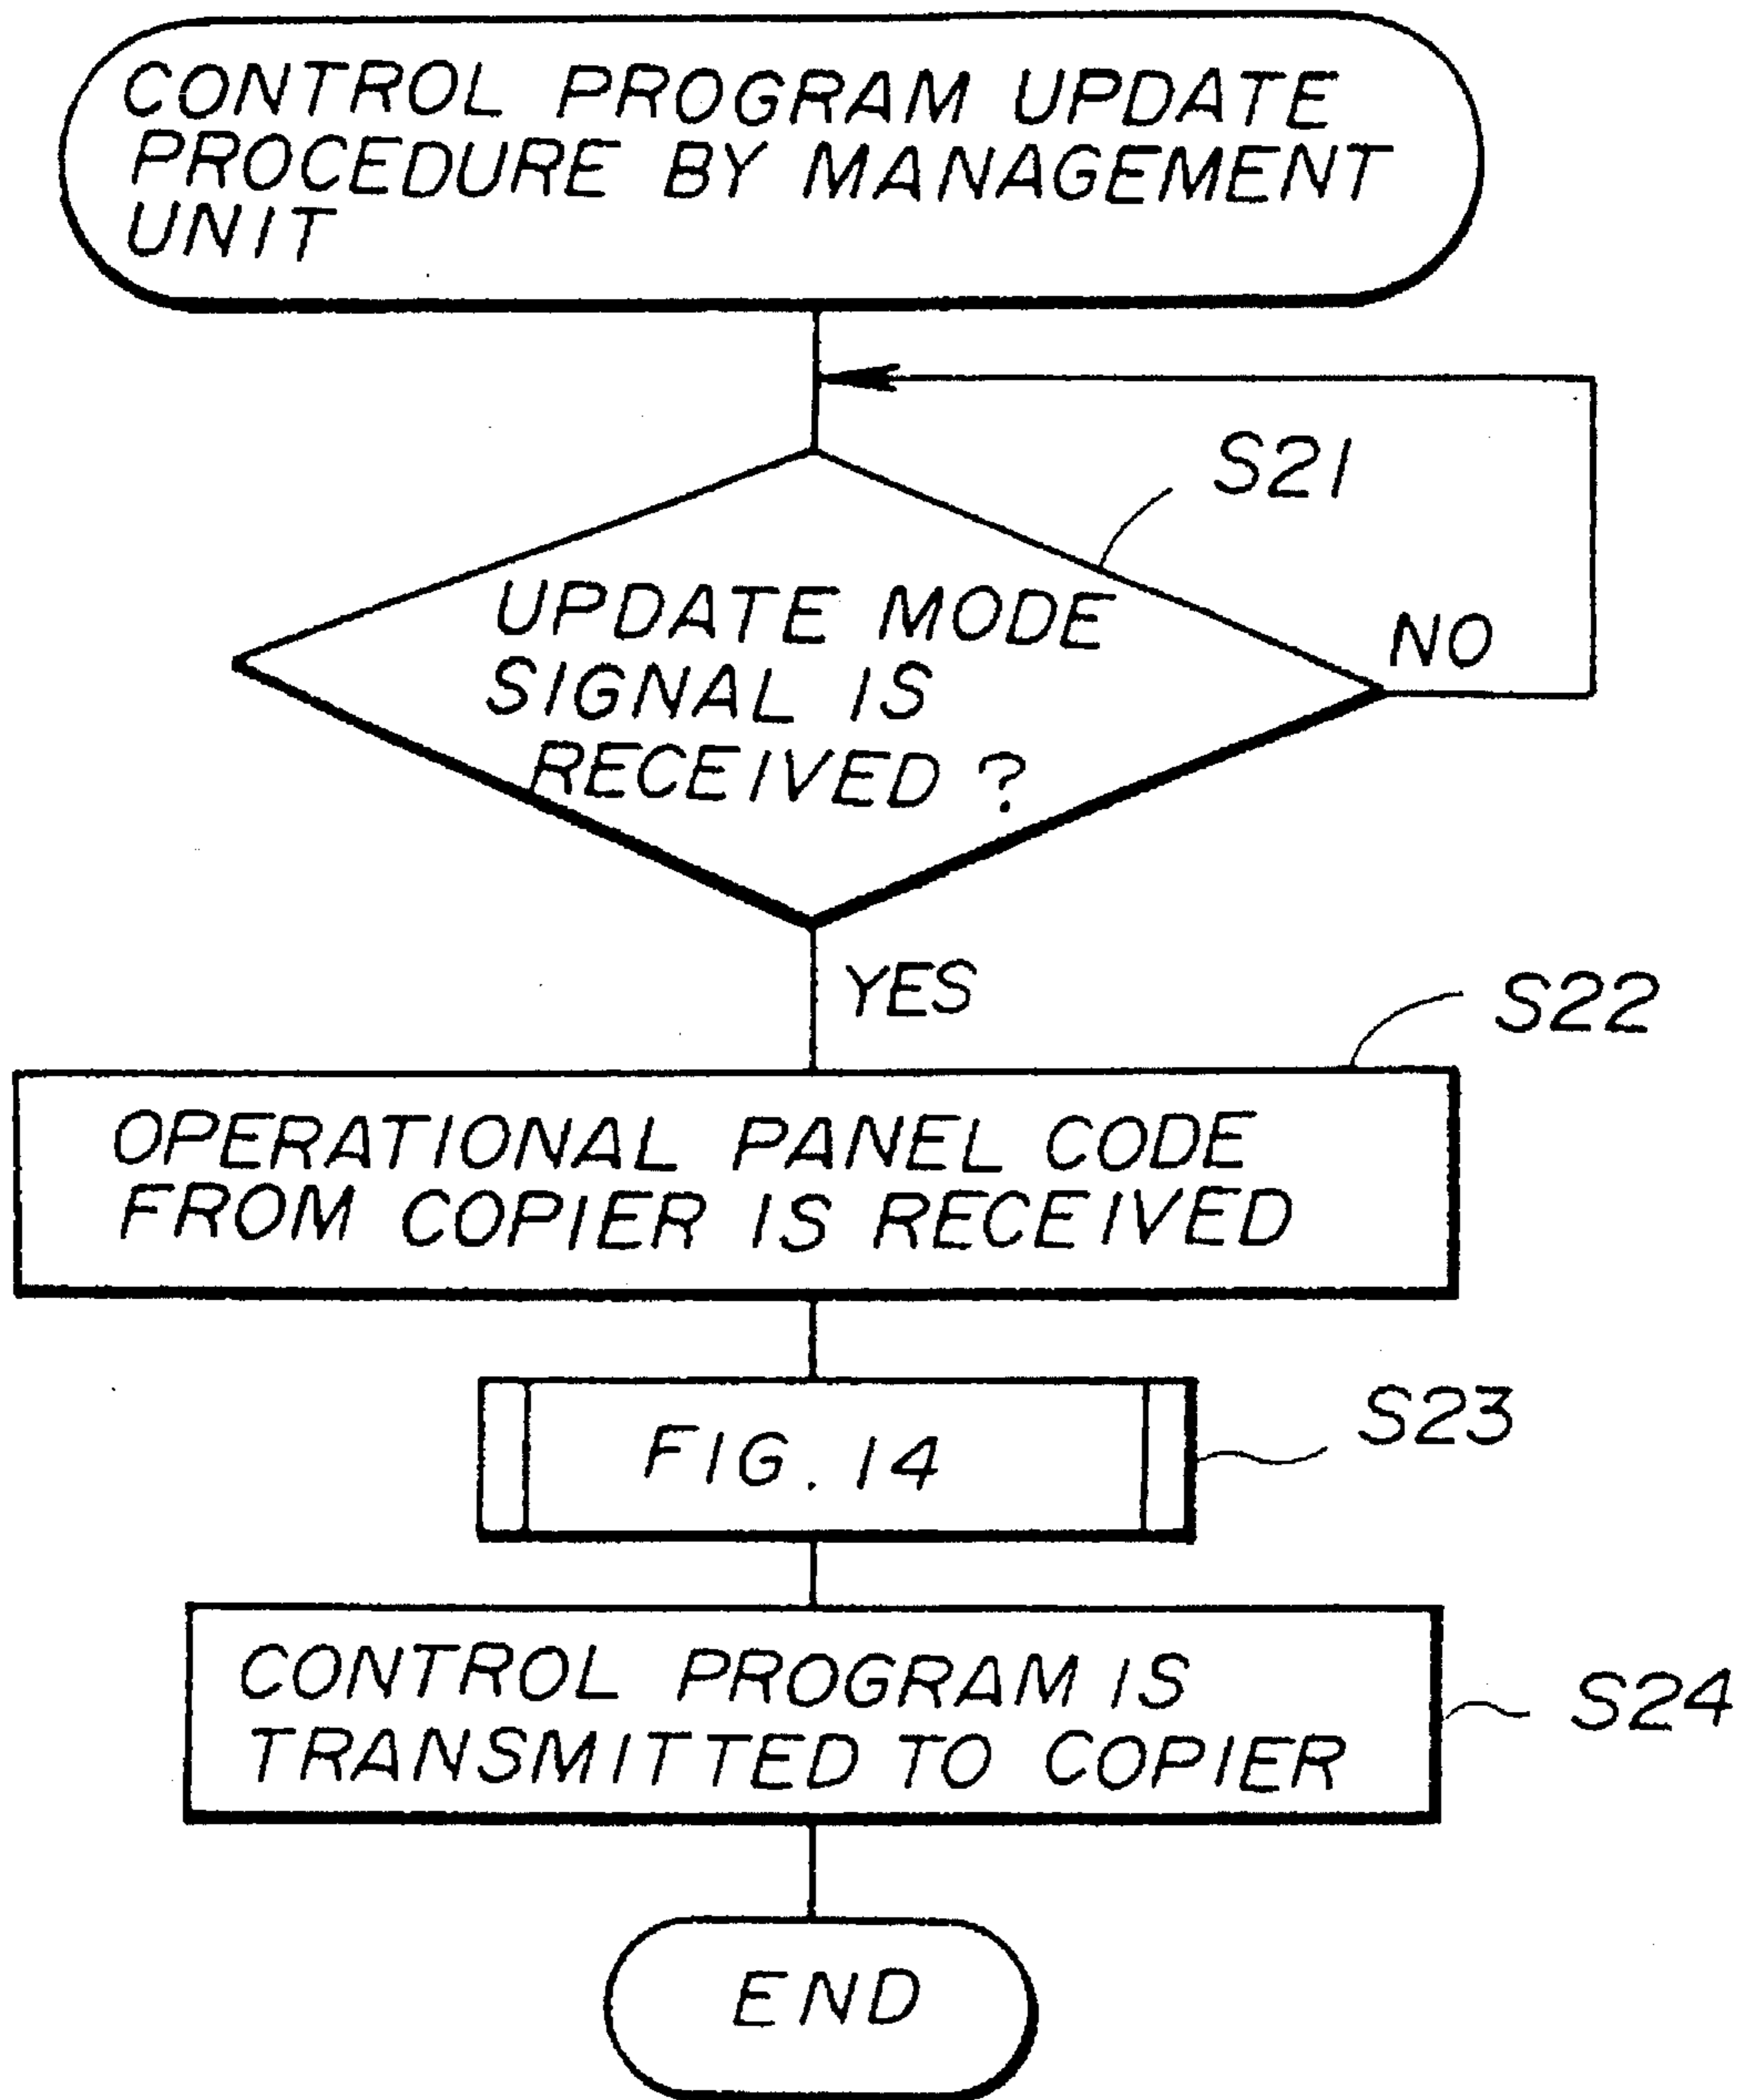 CONTROL PROGRAM UPDATE
PROCEDURE BY MANAGEMENT
UNIT
S21
UPDATE MODE
SIGNAL IS
RECEIVED ?
NO
YES
S22
OPERATIONAL PANEL CODE
FROM COPIER IS RECEIVED
FIG. 14
S23
CONTROL PROGRAM IS
TRANSMITTED TO COPIER
S24
END